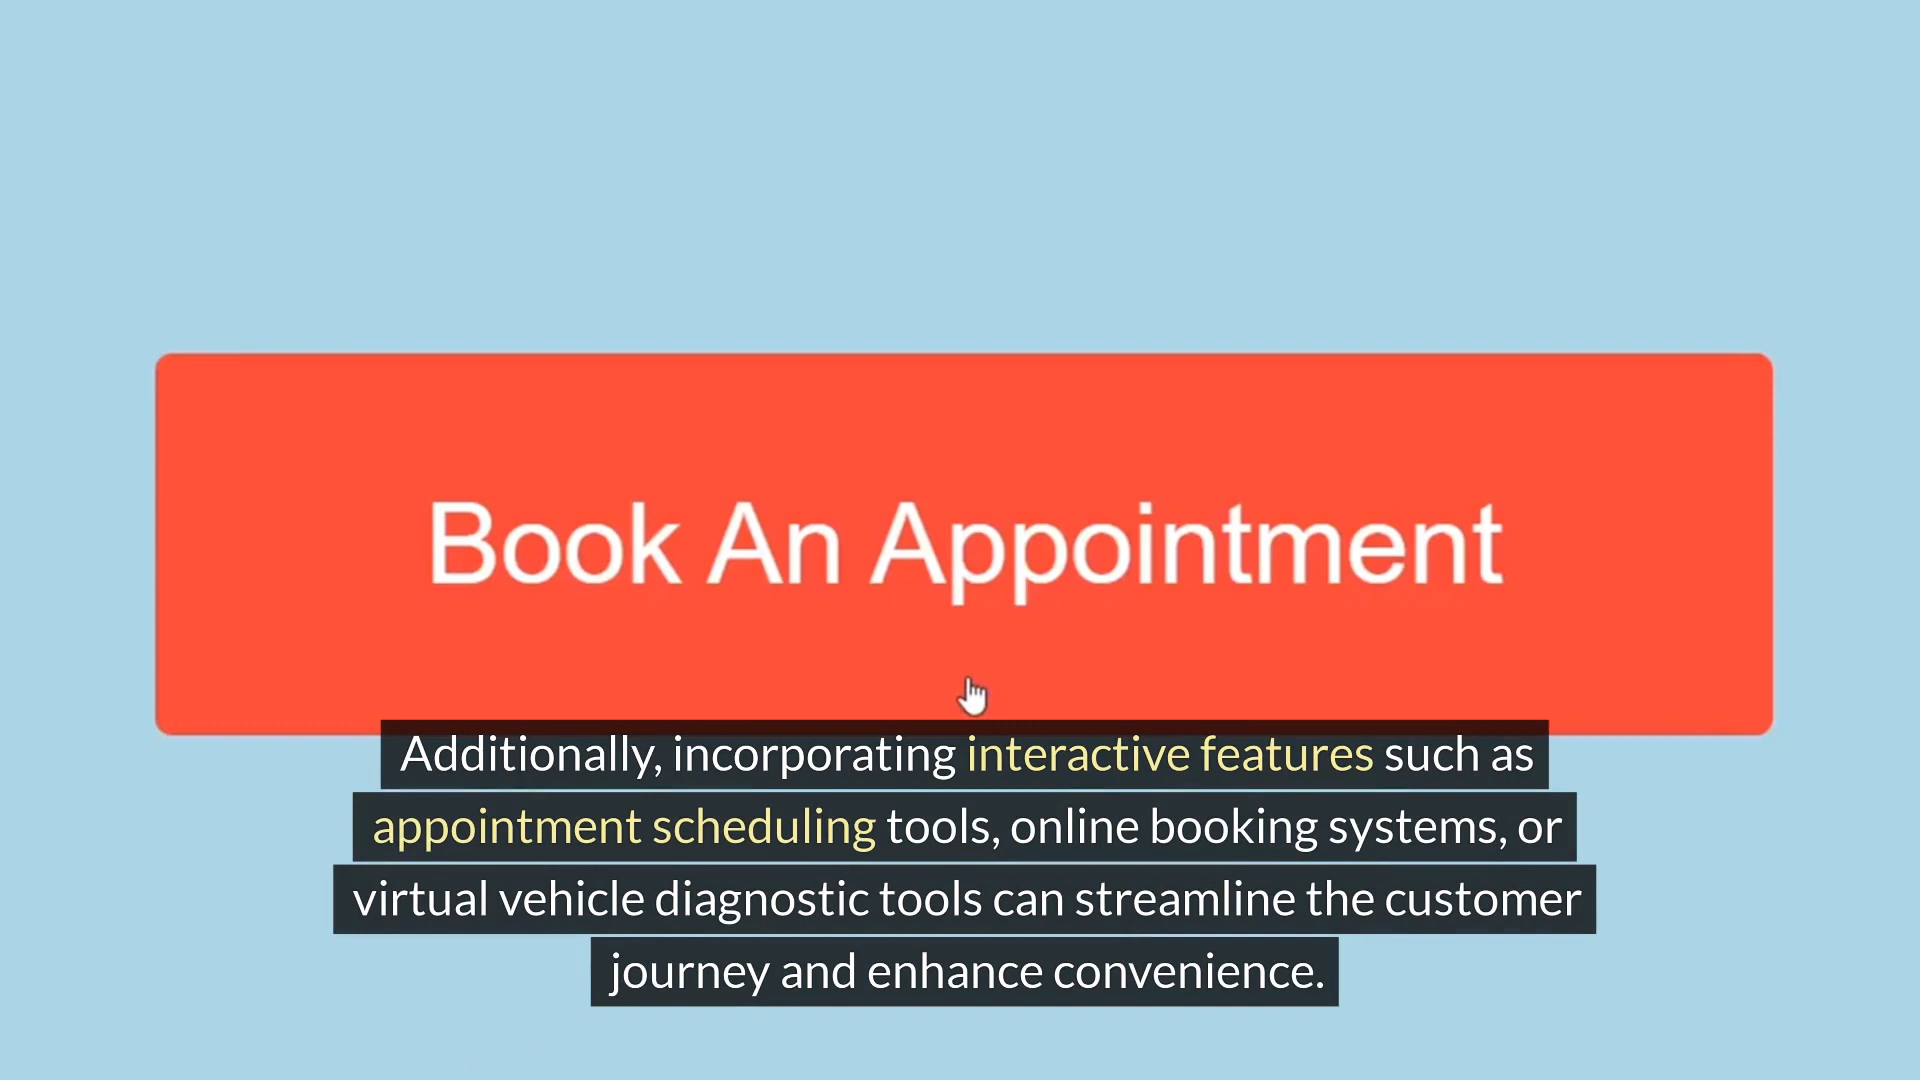 Book An Appointment
Additionally, incorporating interactive features such as
appointment scheduling tools, online booking systems, or
virtual vehicle diagnostic tools can streamline the customer
journey and enhance convenience.